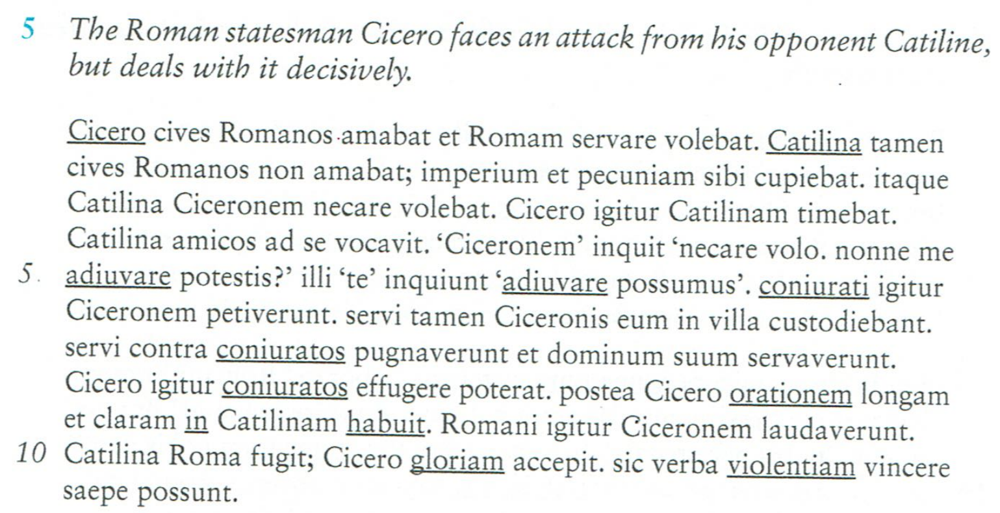 5 The Roman statesman Cicero faces an attack from his opponent Catiline,
but deals with it decisively.
Cicero cives Romanos amabat et Romam servare volebat. Catilina tamen
cives Romanos non amabat; imperium et pecuniam sibi cupiebat. itaque
Catilina Ciceronem necare volebat. Cicero igitur Catilinam timebat.
Catilina amicos ad se vocavit. ‘Ciceronem’ inquit ‘necare volo. nonne me
5. adiuvare potestis?’ illi ‘te’ inquiunt ‘adiuvare possumus’. coniurati igitur
Ciceronem petiverunt. servi tamen Ciceronis eum in villa custodiebant.
servi contra coniuratos pugnaverunt et dominum suum servaverunt.
Cicero igitur coniuratos effugere poterat. postea Cicero orationem longam
et claram in Catilinam habuit. Romani igitur Ciceronem laudaverunt.
10 Catilina Roma fugit; Cicero gloriam accepit. sic verba violentiam vincere
saepe possunt.